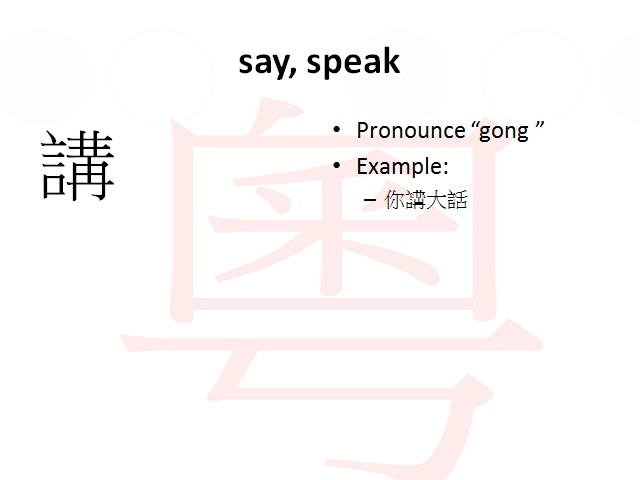 say, speak
講
• Pronounce “gong ”
• Example:
– 你講大話
粵